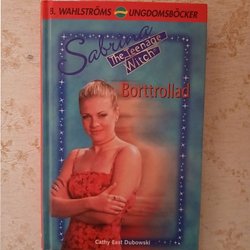 B. WAHLSTRÖMS UNGDOMSBÖCKER
Sabrina
The Teenage
Witch
Borttrollad
Cathy East Dubowski